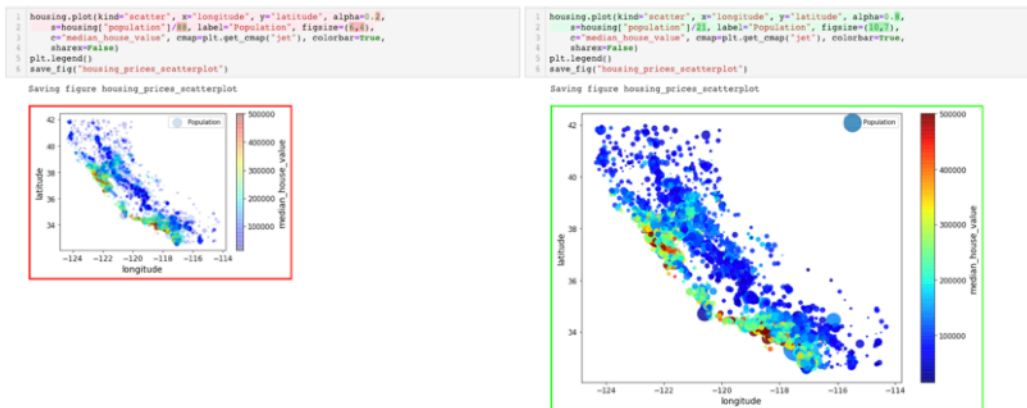 1 housing.plot(kind="scatter", x="longitude", y="latitude", alpha=0.2,
2 s=housing["population"]/88, label="Population", figsize=(6,4),
3 c="median_house_value", cmap=plt.get_cmap("jet"), colorbar=True,
4 sharex=False)
5 plt.legend()
6 save_fig("housing_prices_scatterplot")
Saving figure housing_prices_scatterplot
Population
42
40
38
36
34
latitude
−124 −122 −120 −118 −116 −114
longitude
500000
400000
300000
200000
100000
median_house_value
1 housing.plot(kind="scatter", x="longitude", y="latitude", alpha=0.8,
2 s=housing["population"]/21, label="Population", figsize=(10,7),
3 c="median_house_value", cmap=plt.get_cmap("jet"), colorbar=True,
4 sharex=False)
5 plt.legend()
6 save_fig("housing_prices_scatterplot")
Saving figure housing_prices_scatterplot
Population
42
40
38
36
34
latitude
−124 −122 −120 −118 −116 −114
longitude
500000
400000
300000
200000
100000
median_house_value